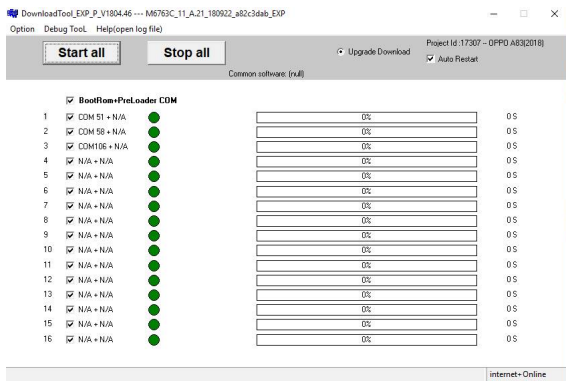 DownloadTool_EXP_P_V1804.46 --- M6763C_11_A.21_180922_a82c3dab_EXP
Option Debug TooL Help(open log file)
Start all Stop all Upgrade Download Project Id :17307 -- OPPO A83(2018)
Auto Restart
Common software: (null)
BootRom+PreLoader COM
1 COM 51 + N/A 0% 0 S
2 COM 58 + N/A 0% 0 S
3 COM106 + N/A 0% 0 S
4 N/A + N/A 0% 0 S
5 N/A + N/A 0% 0 S
6 N/A + N/A 0% 0 S
7 N/A + N/A 0% 0 S
8 N/A + N/A 0% 0 S
9 N/A + N/A 0% 0 S
10 N/A + N/A 0% 0 S
11 N/A + N/A 0% 0 S
12 N/A + N/A 0% 0 S
13 N/A + N/A 0% 0 S
14 N/A + N/A 0% 0 S
15 N/A + N/A 0% 0 S
16 N/A + N/A 0% 0 S
internet+Online